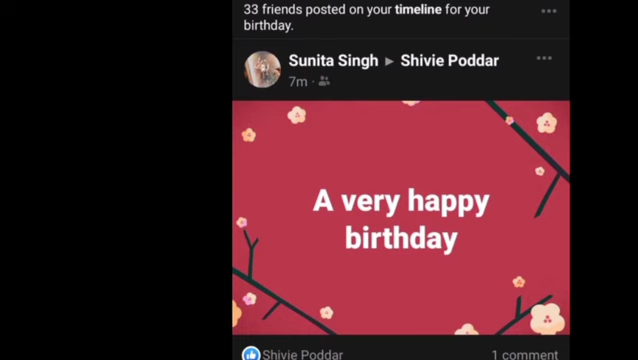 33 friends posted on your timeline for your
birthday.
Sunita Singh ▸ Shivie Poddar
7m
A very happy
birthday
Shivie Poddar 1 comment